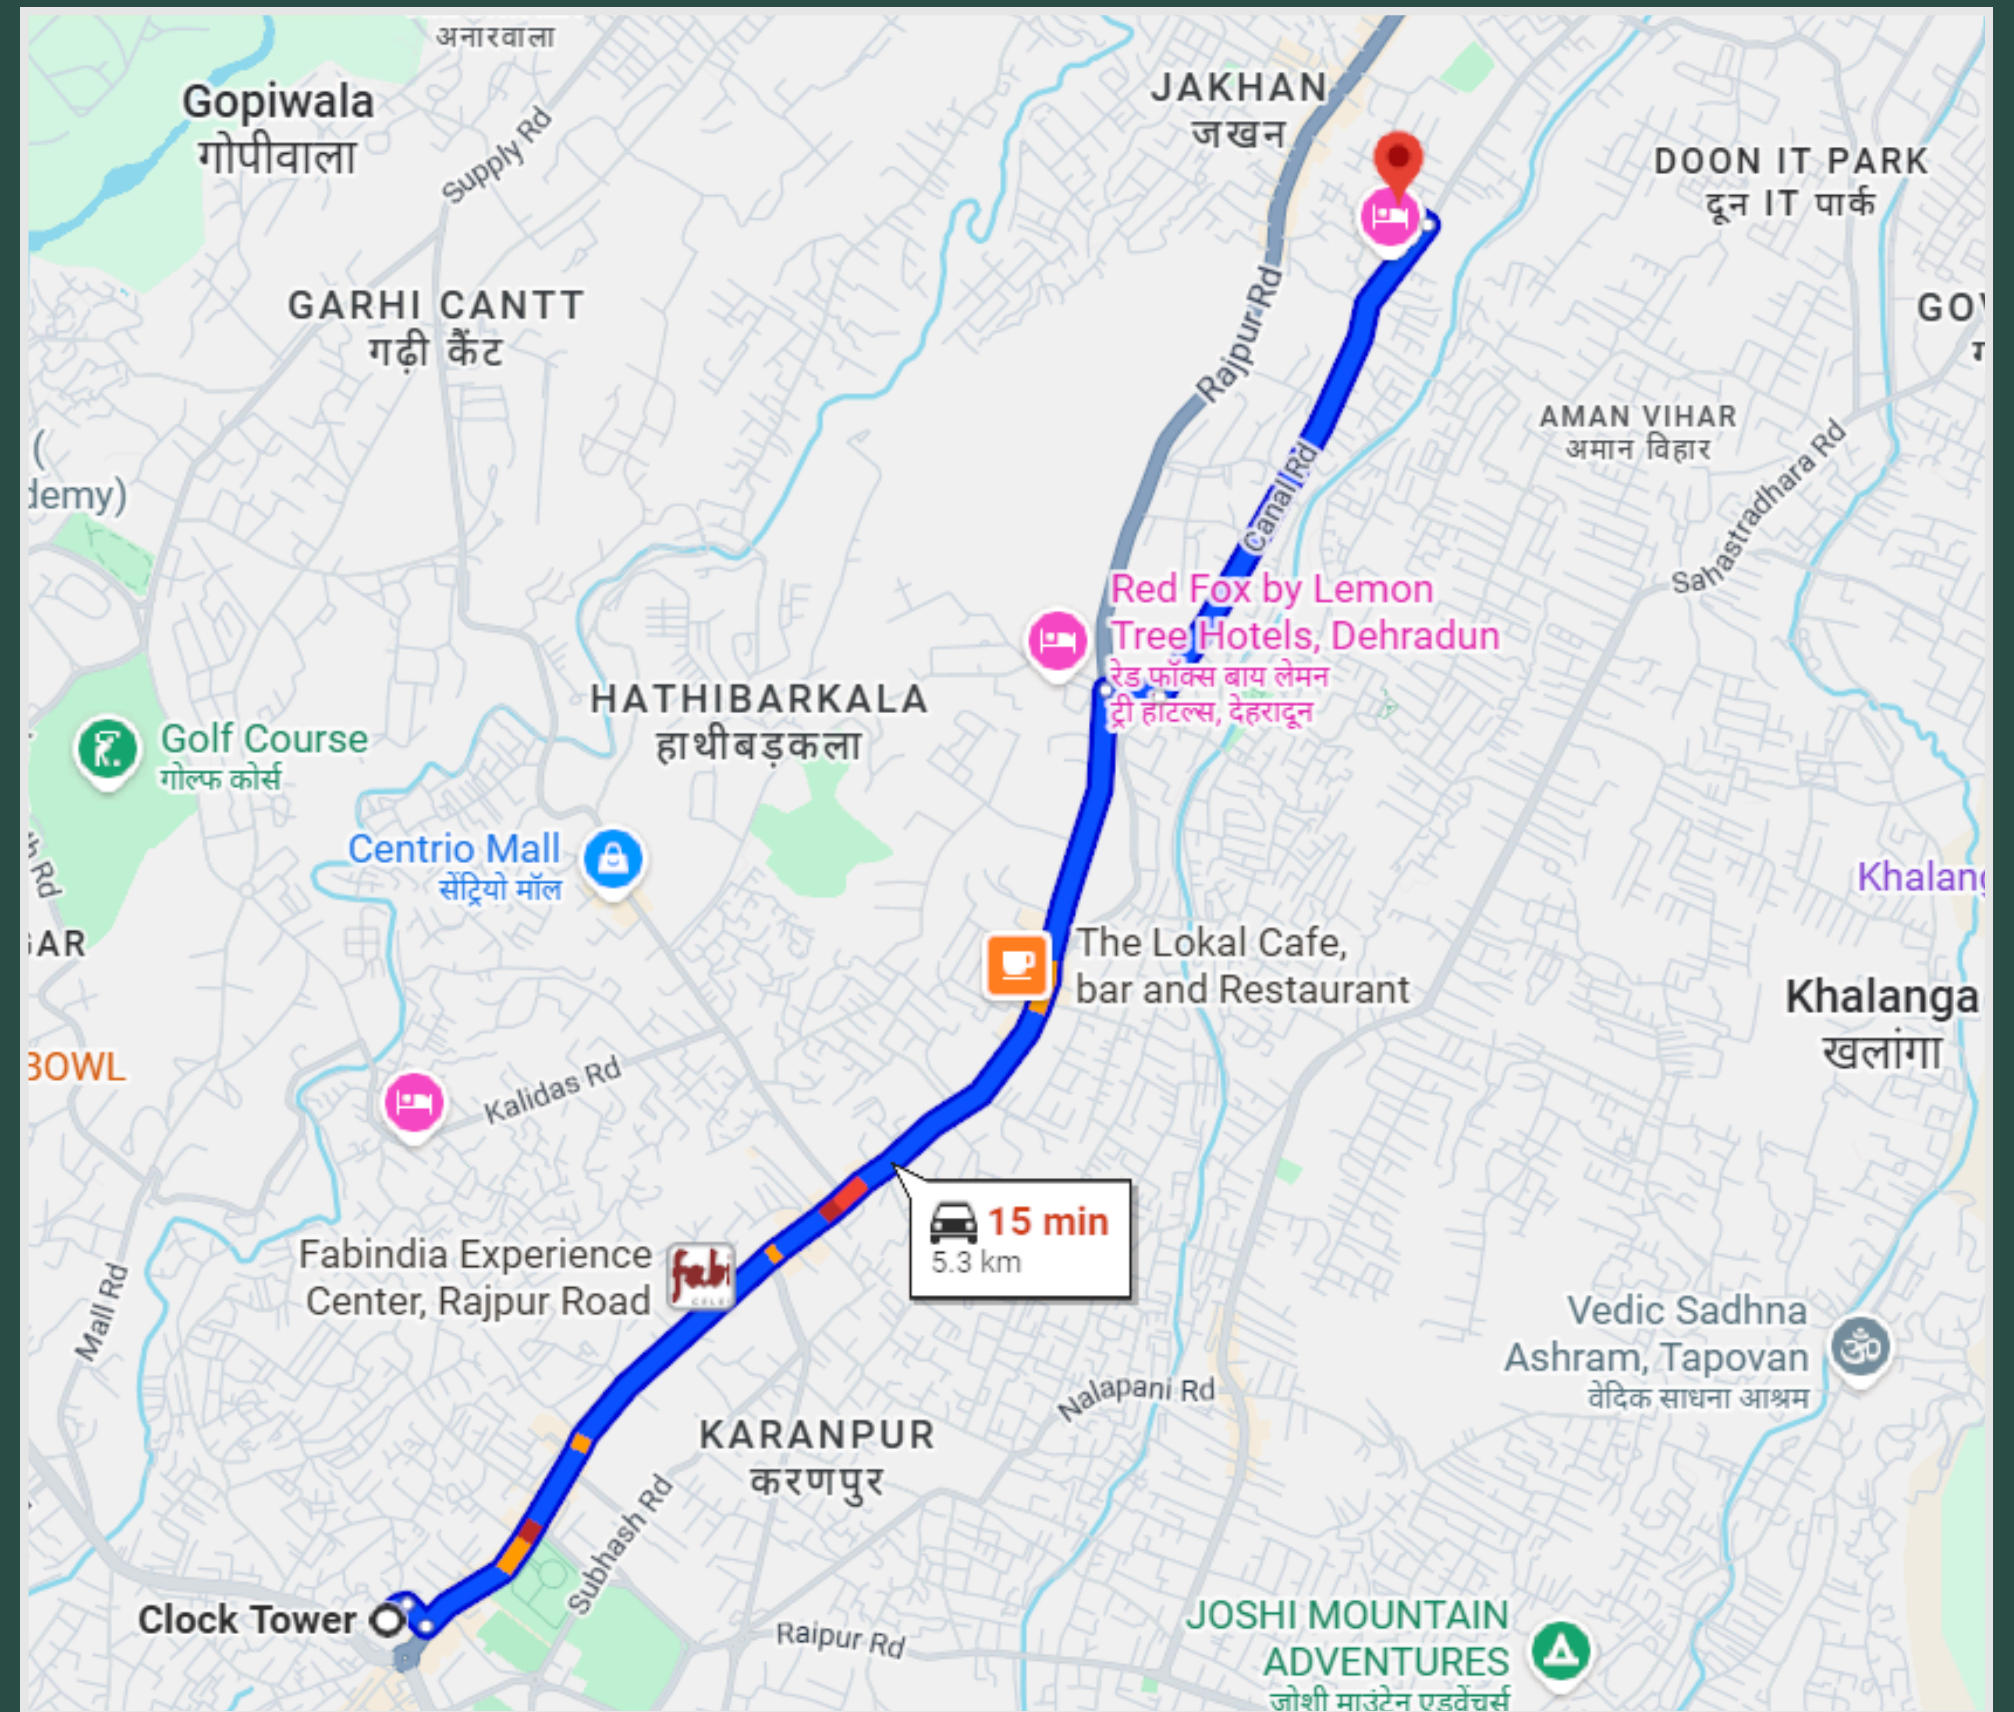 अनारवाला
Gopiwala
गोपीवाला
Supply Rd
JAKHAN
जखन
DOON IT PARK
दून IT पार्क
GARHI CANTT
गढ़ी कैंट
Rajpur Rd
AMAN VIHAR
अमान विहार
Sahastradhara Rd
demy)
Canal Rd
Red Fox by Lemon
Tree Hotels, Dehradun
रेड फॉक्स बाय लेमन
ट्री हॉटल्स, देहरादून
HATHIBARKALA
हाथीबड़कला
Golf Course
गोल्फ कोर्स
Centrio Mall
सेंट्रियो मॉल
Khalang
The Lokal Cafe,
bar and Restaurant
Khalanga
खलांगा
BOWL
Kalidas Rd
15 min
5.3 km
Fabindia Experience
Center, Rajpur Road
fabi
Mall Rd
Vedic Sadhna
Ashram, Tapovan
वेदिक साधना आश्रम
Nalapani Rd
KARANPUR
करणपुर
Subhash Rd
Clock Tower
Raipur Rd
JOSHI MOUNTAIN
ADVENTURES
जोशी माउंटेन एडवेंचर्स